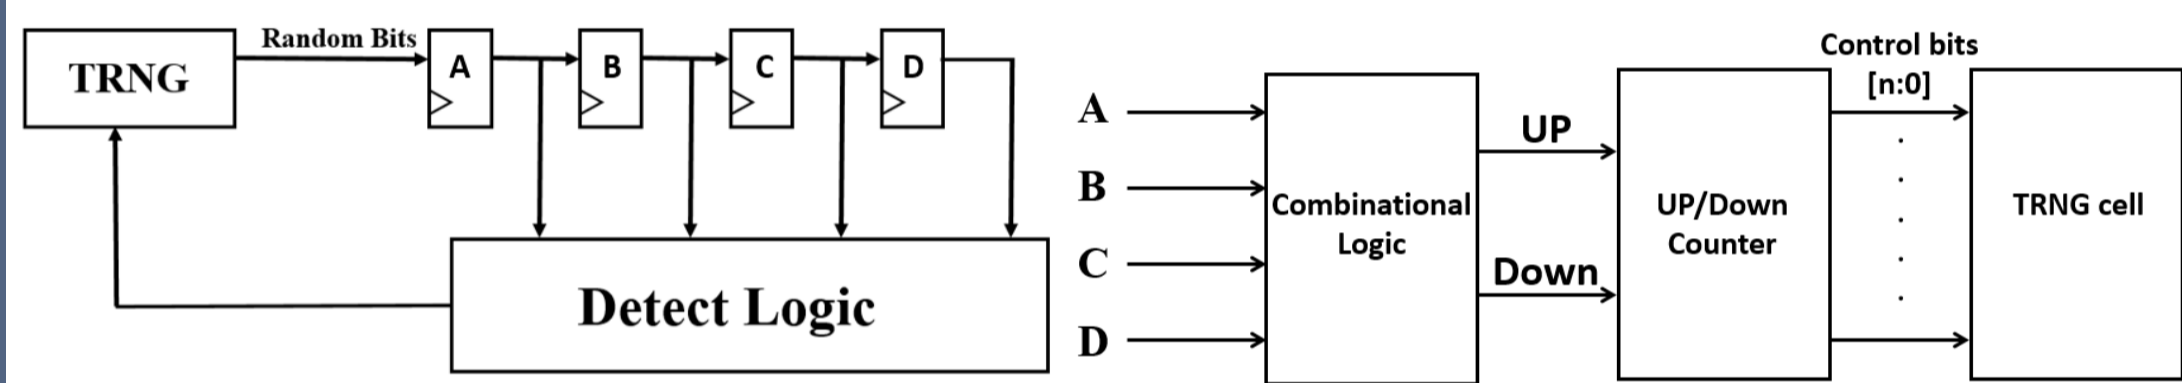 TRNG
Random Bits
A
B
C
D
Detect Logic
A
B
C
D
Combinational
Logic
UP
Down
UP/Down
Counter
Control bits
[n:0]
TRNG cell